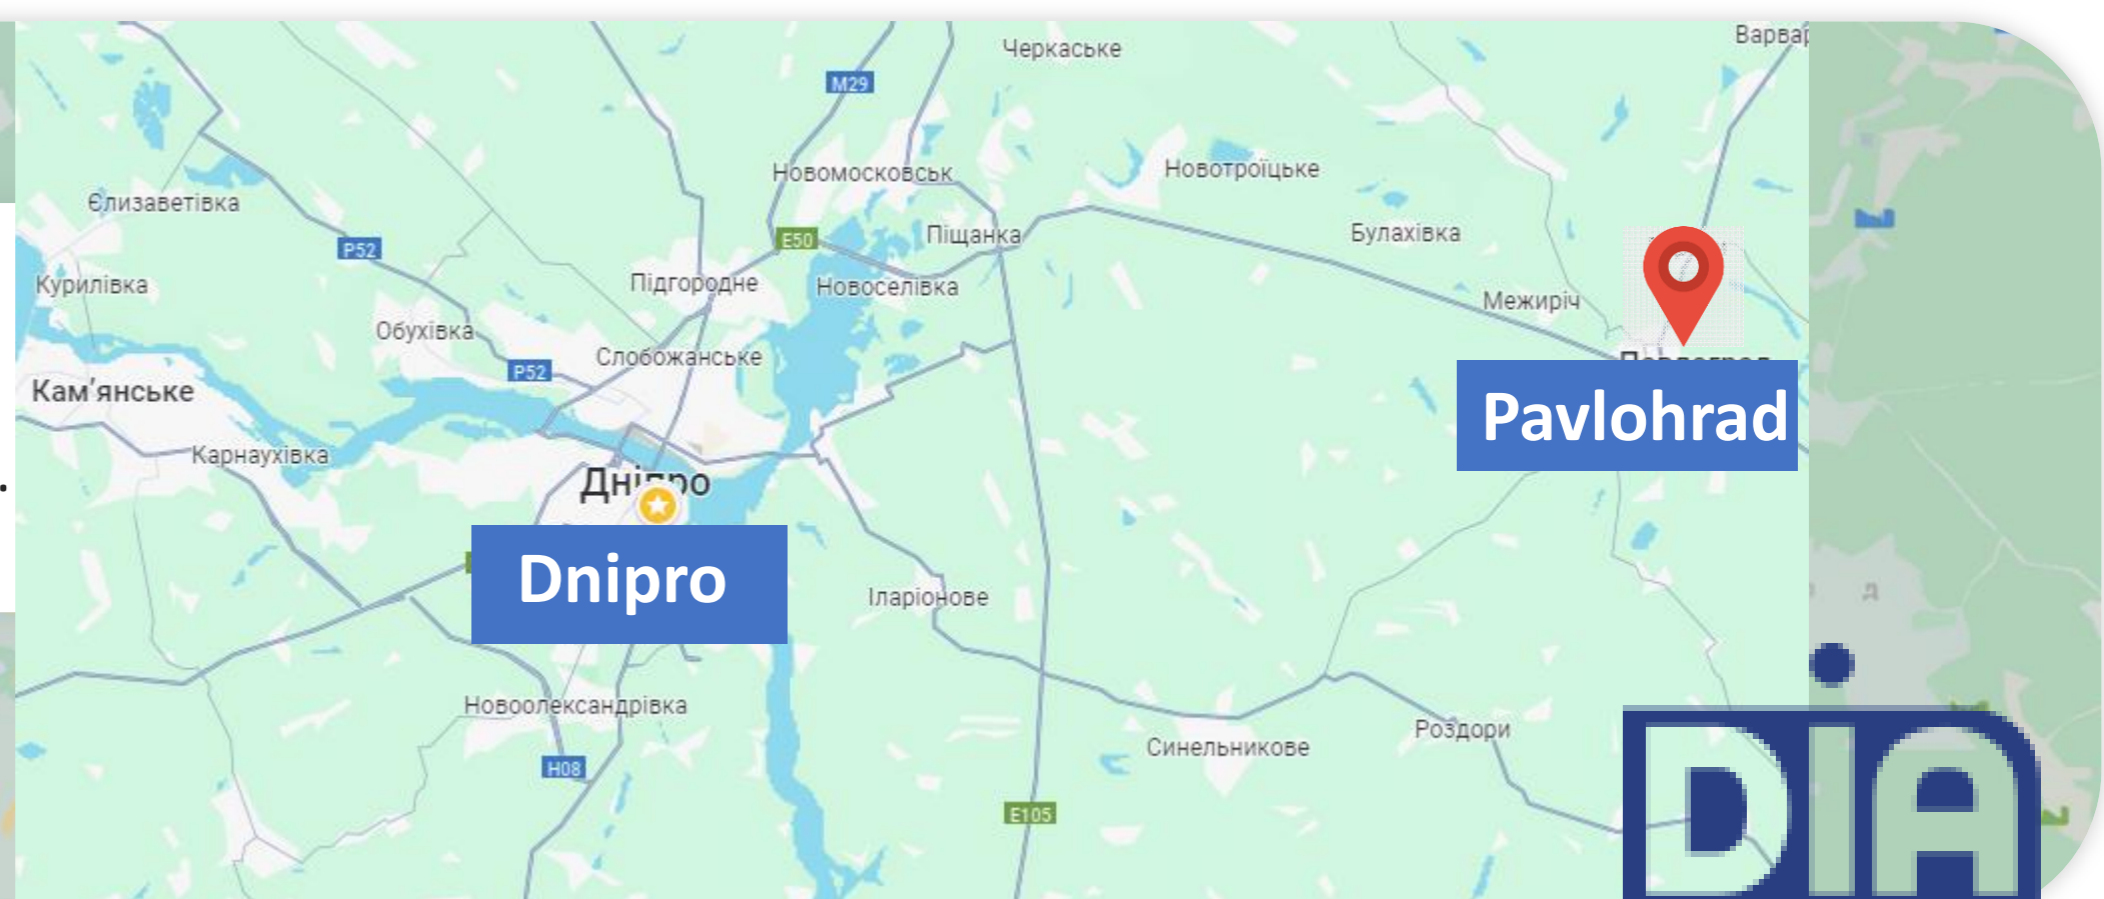 Черкаське
Варвар
M29
Новомосковськ
Новотроїцьке
Єлизаветівка
P52
E50
Піщанка
Булахівка
Курилівка
Підгородне
Новоселівка
Межиріч
Обухівка
Слобожанське
P52
Кам'янське
Pavlohrad
Карнаухівка
Дніпро
Dnipro
Іларіонове
Новоолександрівка
Роздори
Синельникове
H08
E105
DiA